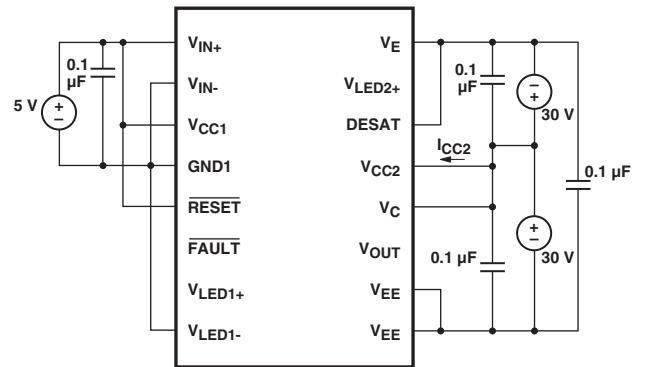 5 V
0.1
µF
V_IN+
V_IN-
V_CC1
GND1
RESET
FAULT
V_LED1+
V_LED1-
V_E
V_LED2+
DESAT
V_CC2
V_C
V_OUT
V_EE
V_EE
0.1
µF
30 V
I_CC2
0.1 µF
0.1 µF
30 V